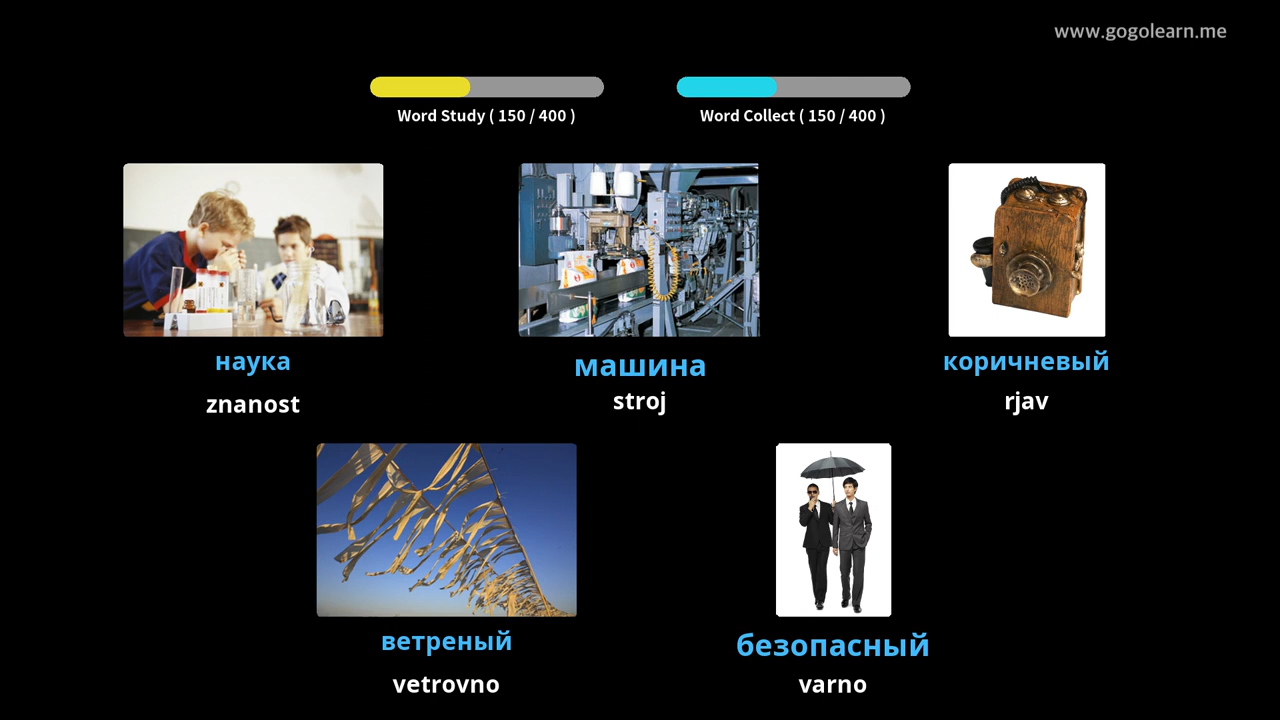 www.gogolearn.me
Word Study ( 150 / 400 )
Word Collect ( 150 / 400 )
наука
znanost
машина
stroj
коричневый
rjav
ветреный
vetrovno
безопасный
varno